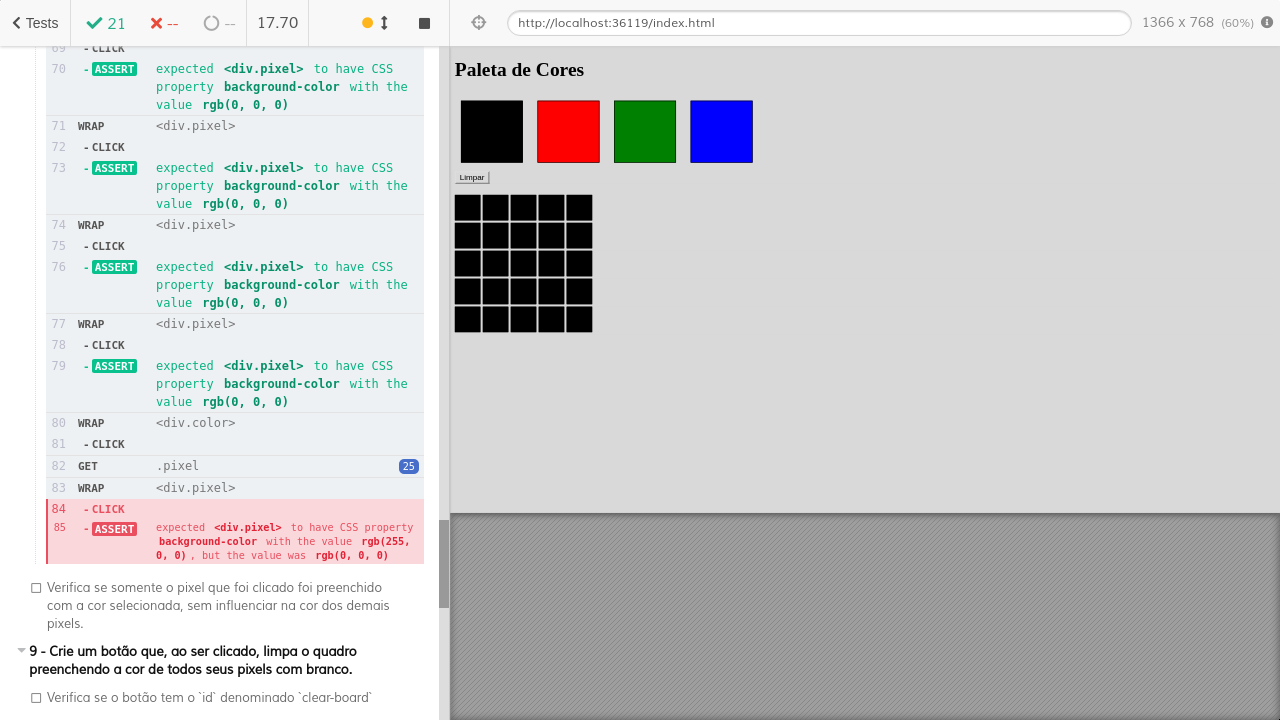 Tests
21
--
--
17.70
http://localhost:36119/index.html
1366 x 768 (60%)
69 - CLICK
70 - ASSERT expected <div.pixel> to have CSS
property background-color with the
value rgb(0, 0, 0)
71 WRAP <div.pixel>
72 - CLICK
73 - ASSERT expected <div.pixel> to have CSS
property background-color with the
value rgb(0, 0, 0)
74 WRAP <div.pixel>
75 - CLICK
76 - ASSERT expected <div.pixel> to have CSS
property background-color with the
value rgb(0, 0, 0)
77 WRAP <div.pixel>
78 - CLICK
79 - ASSERT expected <div.pixel> to have CSS
property background-color with the
value rgb(0, 0, 0)
80 WRAP <div.color>
81 - CLICK
82 GET .pixel 25
83 WRAP <div.pixel>
84 - CLICK
85 - ASSERT expected <div.pixel> to have CSS property
background-color with the value rgb(255,
0, 0), but the value was rgb(0, 0, 0)
Verifica se somente o pixel que foi clicado foi preenchido
com a cor selecionada, sem influenciar na cor dos demais
pixels.
9 - Crie um botão que, ao ser clicado, limpa o quadro
preenchendo a cor de todos seus pixels com branco.
Verifica se o botão tem o `id` denominado `clear-board`
Paleta de Cores
Limpar